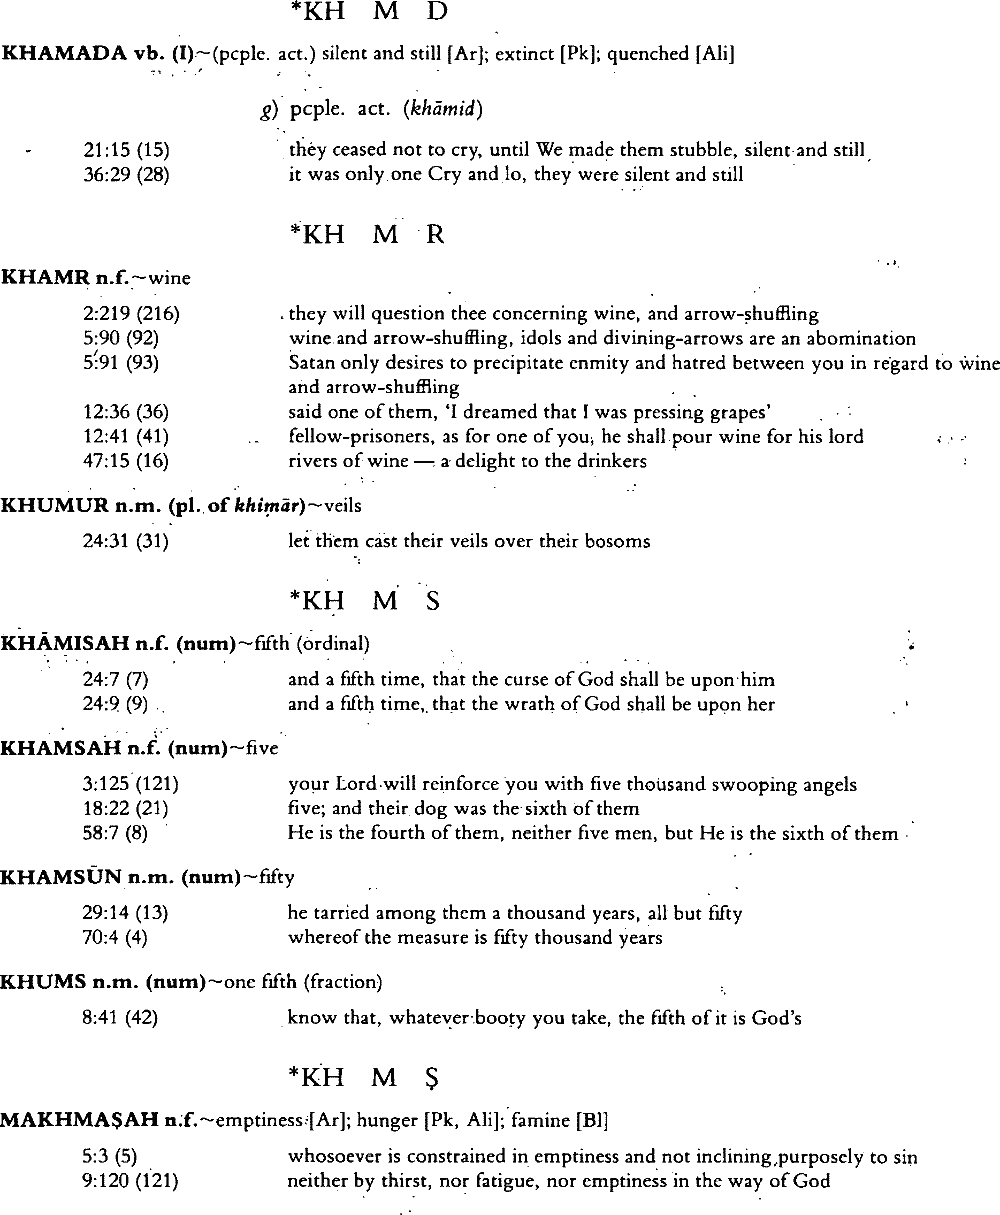 *KH M D
KHAMADA vb. (I)~(pcple. act.) silent and still [Ar]; extinct [Pk]; quenched [Ali]
g) pcple. act. (khāmid)
21:15 (15) they ceased not to cry, until We made them stubble, silent and still
36:29 (28) it was only one Cry and lo, they were silent and still
*KH M R
KHAMR n.f.~wine
2:219 (216) they will question thee concerning wine, and arrow-shuffling
5:90 (92) wine and arrow-shuffling, idols and divining-arrows are an abomination
5:91 (93) Satan only desires to precipitate enmity and hatred between you in regard to wine
and arrow-shuffling
12:36 (36) said one of them, ‘I dreamed that I was pressing grapes’
12:41 (41) fellow-prisoners, as for one of you, he shall pour wine for his lord
47:15 (16) rivers of wine — a delight to the drinkers
KHUMUR n.m. (pl. of khimār)~veils
24:31 (31) let them cast their veils over their bosoms
*KH M S
KHĀMISAH n.f. (num)~fifth (ordinal)
24:7 (7) and a fifth time, that the curse of God shall be upon him
24:9 (9) and a fifth time, that the wrath of God shall be upon her
KHAMSAH n.f. (num)~five
3:125 (121) your Lord will reinforce you with five thousand swooping angels
18:22 (21) five; and their dog was the sixth of them
58:7 (8) He is the fourth of them, neither five men, but He is the sixth of them
KHAMSŪN n.m. (num)~fifty
29:14 (13) he tarried among them a thousand years, all but fifty
70:4 (4) whereof the measure is fifty thousand years
KHUMS n.m. (num)~one fifth (fraction)
8:41 (42) know that, whatever booty you take, the fifth of it is God's
*KH M Ṣ
MAKHMAṢAH n.f.~emptiness [Ar]; hunger [Pk, Ali]; famine [Bl]
5:3 (5) whosoever is constrained in emptiness and not inclining purposely to sin
9:120 (121) neither by thirst, nor fatigue, nor emptiness in the way of God